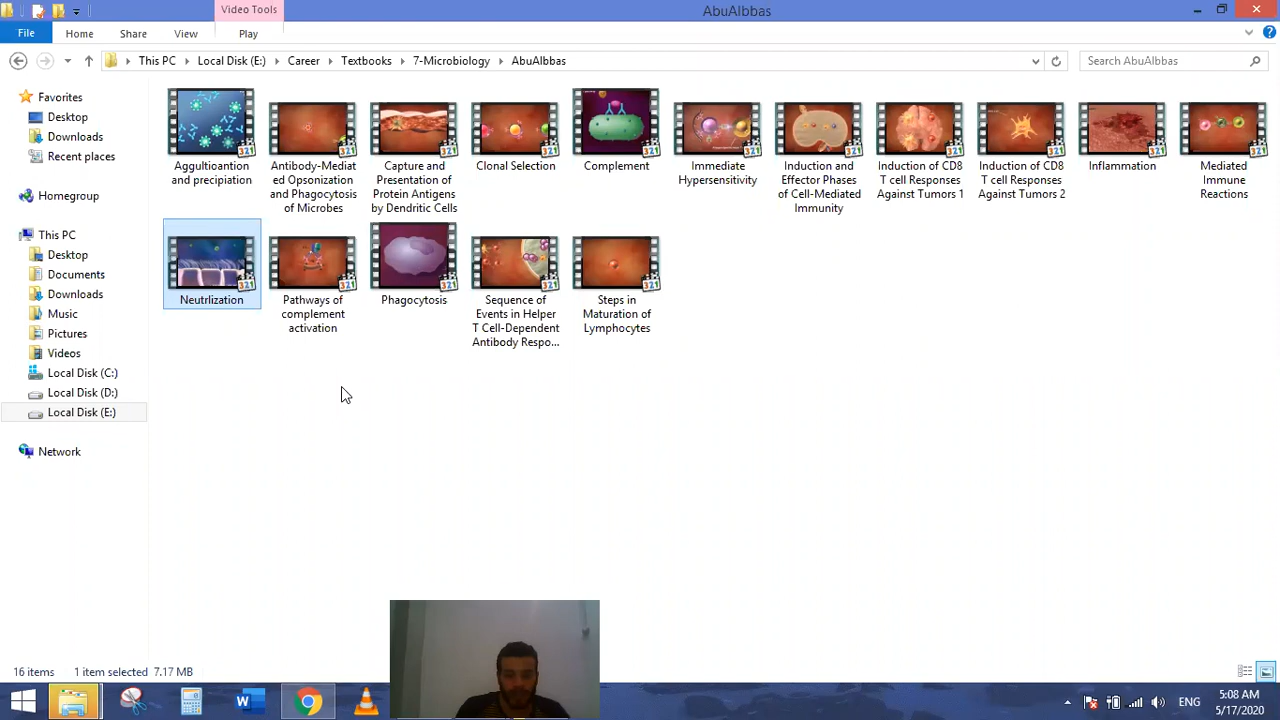 Video Tools
AbuAlbbas
File
Home
Share
View
Play
This PC
Local Disk (E:)
Career
Textbooks
7-Microbiology
AbuAlbbas
Search AbuAlbbas
Favorites
Desktop
Downloads
Recent places
Homegroup
This PC
Desktop
Documents
Downloads
Music
Pictures
Videos
Local Disk (C:)
Local Disk (D:)
Local Disk (E:)
Network
Aggultioantion
and precipiation
Antibody-Mediat
ed Opsonization
and Phagocytosis
of Microbes
Capture and
Presentation of
Protein Antigens
by Dendritic Cells
Clonal Selection
Complement
Immediate
Hypersensitivity
Induction and
Effector Phases
of Cell-Mediated
Immunity
Induction of CD8
T cell Responses
Against Tumors 1
Induction of CD8
T cell Responses
Against Tumors 2
Inflammation
Mediated
Immune
Reactions
Neutrlization
Pathways of
complement
activation
Phagocytosis
Sequence of
Events in Helper
T Cell-Dependent
Antibody Respo...
Steps in
Maturation of
Lymphocytes
16 items
1 item selected 7.17 MB
ENG
5:08 AM
5/17/2020